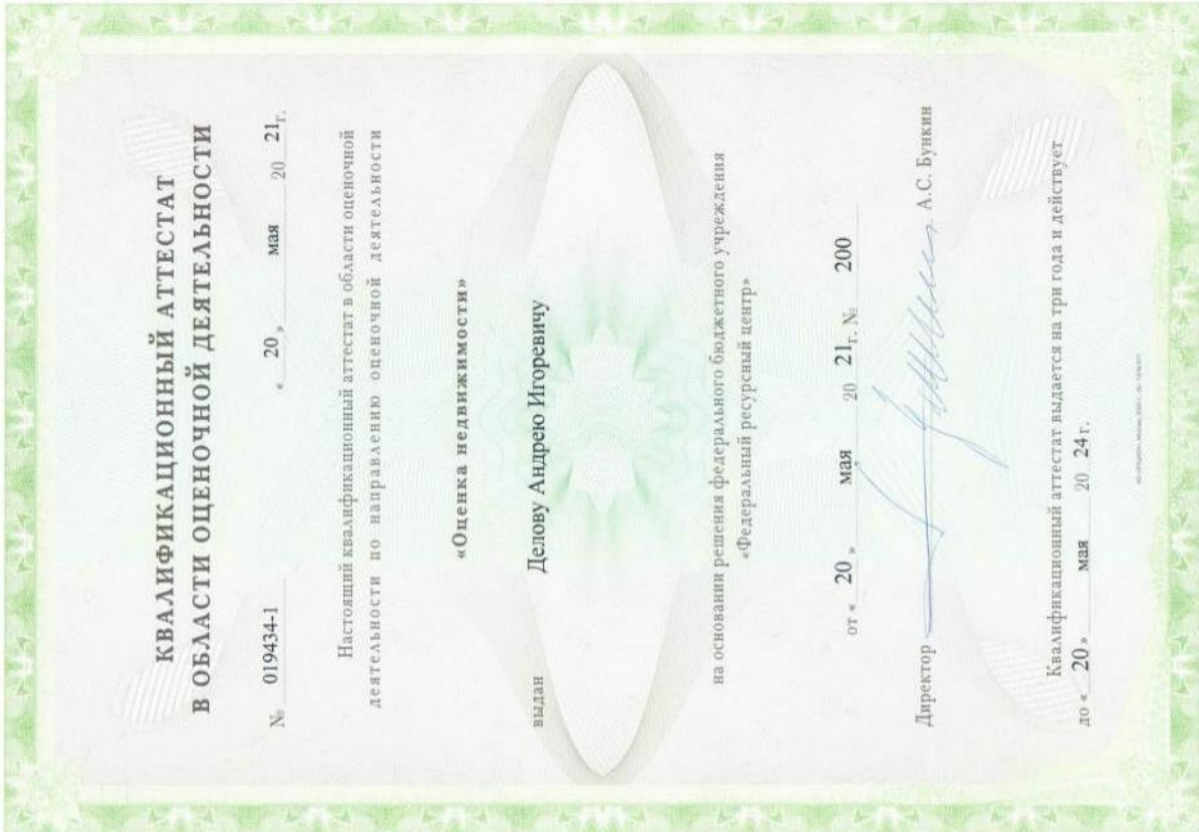 КВАЛИФИКАЦИОННЫЙ АТТЕСТАТ
В ОБЛАСТИ ОЦЕНОЧНОЙ ДЕЯТЕЛЬНОСТИ
№ 019434-1 « 20 » мая 20 21 г.
Настоящий квалификационный аттестат в области оценочной
деятельности по направлению оценочной деятельности
«Оценка недвижимости»
выдан Делову Андрею Игоревичу
на основании решения федерального бюджетного учреждения
«Федеральный ресурсный центр»
от « 20 » мая 20 21 г. № 200
Директор А.С. Бункин
Квалификационный аттестат выдается на три года и действует
до « 20 » мая 20 24 г.